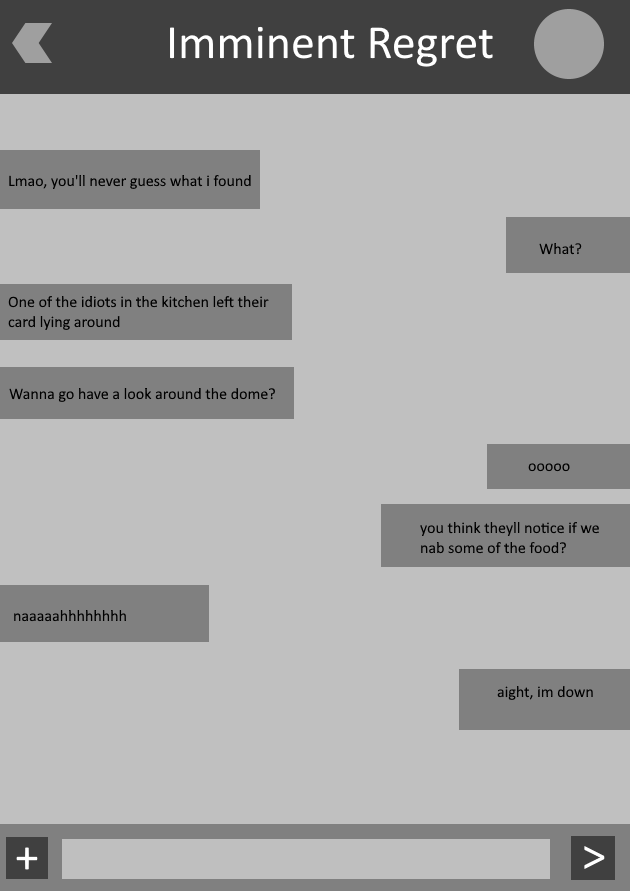 Imminent Regret
Lmao, you'll never guess what i found
What?
One of the idiots in the kitchen left their
card lying around
Wanna go have a look around the dome?
ooooo
you think theyll notice if we
nab some of the food?
naaaaahhhhhhhh
aight, im down
+
>